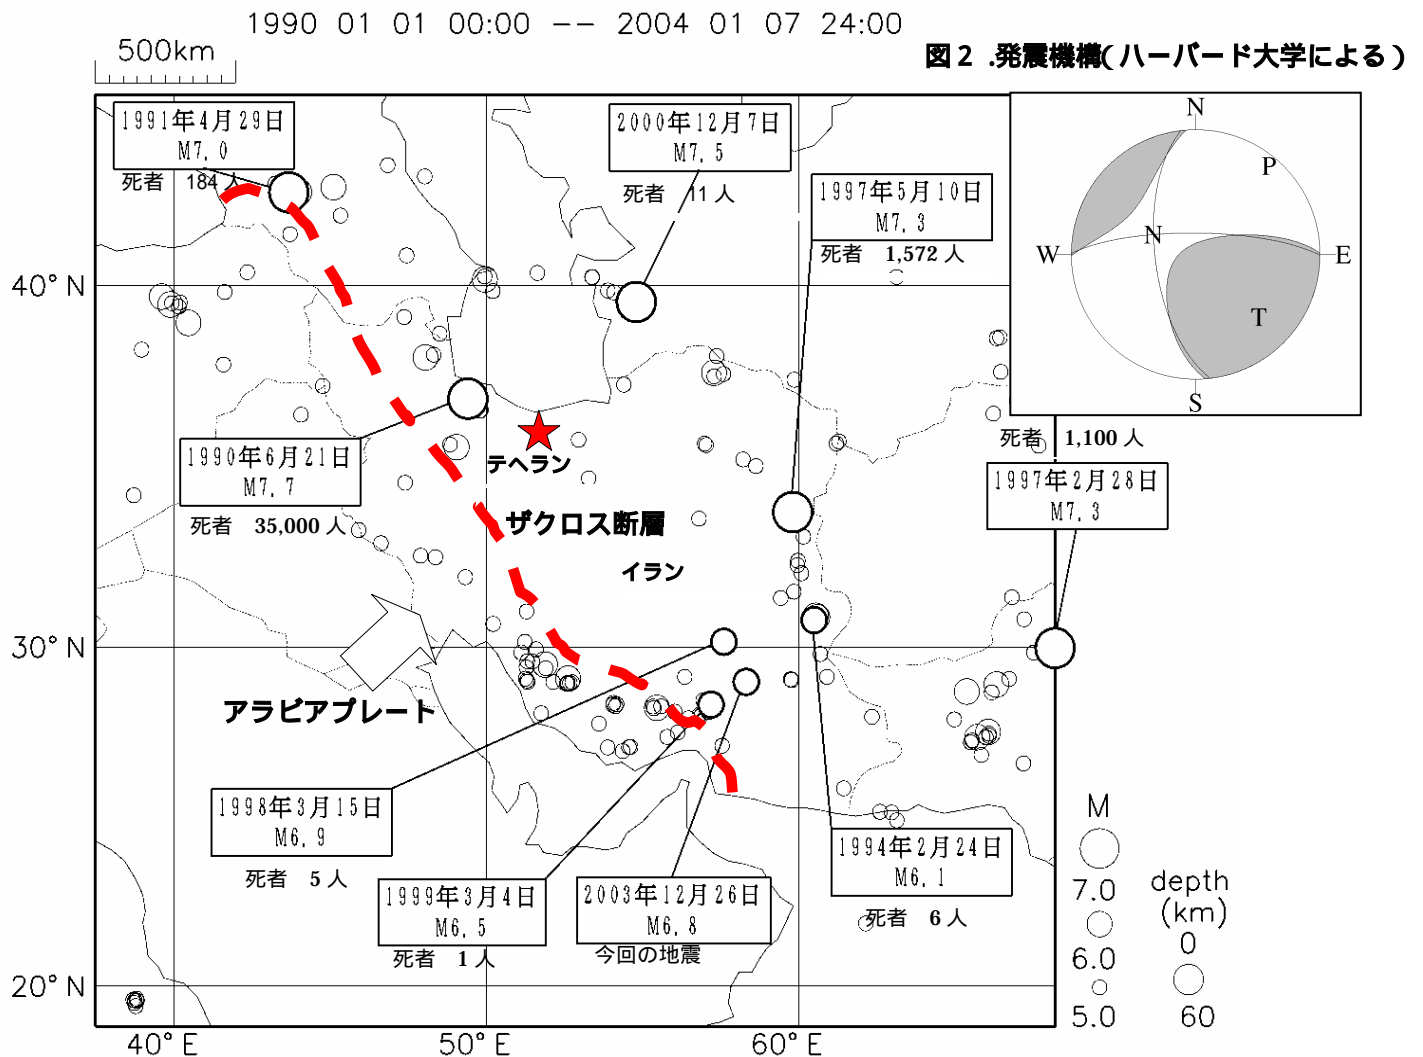 1990 01 01 00:00 -- 2004 01 07 24:00
500km
図2 .発震機構(ハーバード大学による)
1991年4月29日
M7.0
死者 184人
2000年12月7日
M7.5
死者 11人
1997年5月10日
M7.3
死者 1,572人
N
P
W
N
E
T
S
40°N
1990年6月21日
M7.7
死者 35,000人
テヘラン
死者 1,100人
1997年2月28日
M7.3
ザクロス断層
イラン
30°N
アラビアプレート
1998年3月15日
M6.9
死者 5人
1999年3月4日
M6.5
死者 1人
2003年12月26日
M6.8
今回の地震
1994年2月24日
M6.1
死者 6人
M
7.0
6.0
5.0
depth
(km)
0
60
20°N
40°E
50°E
60°E